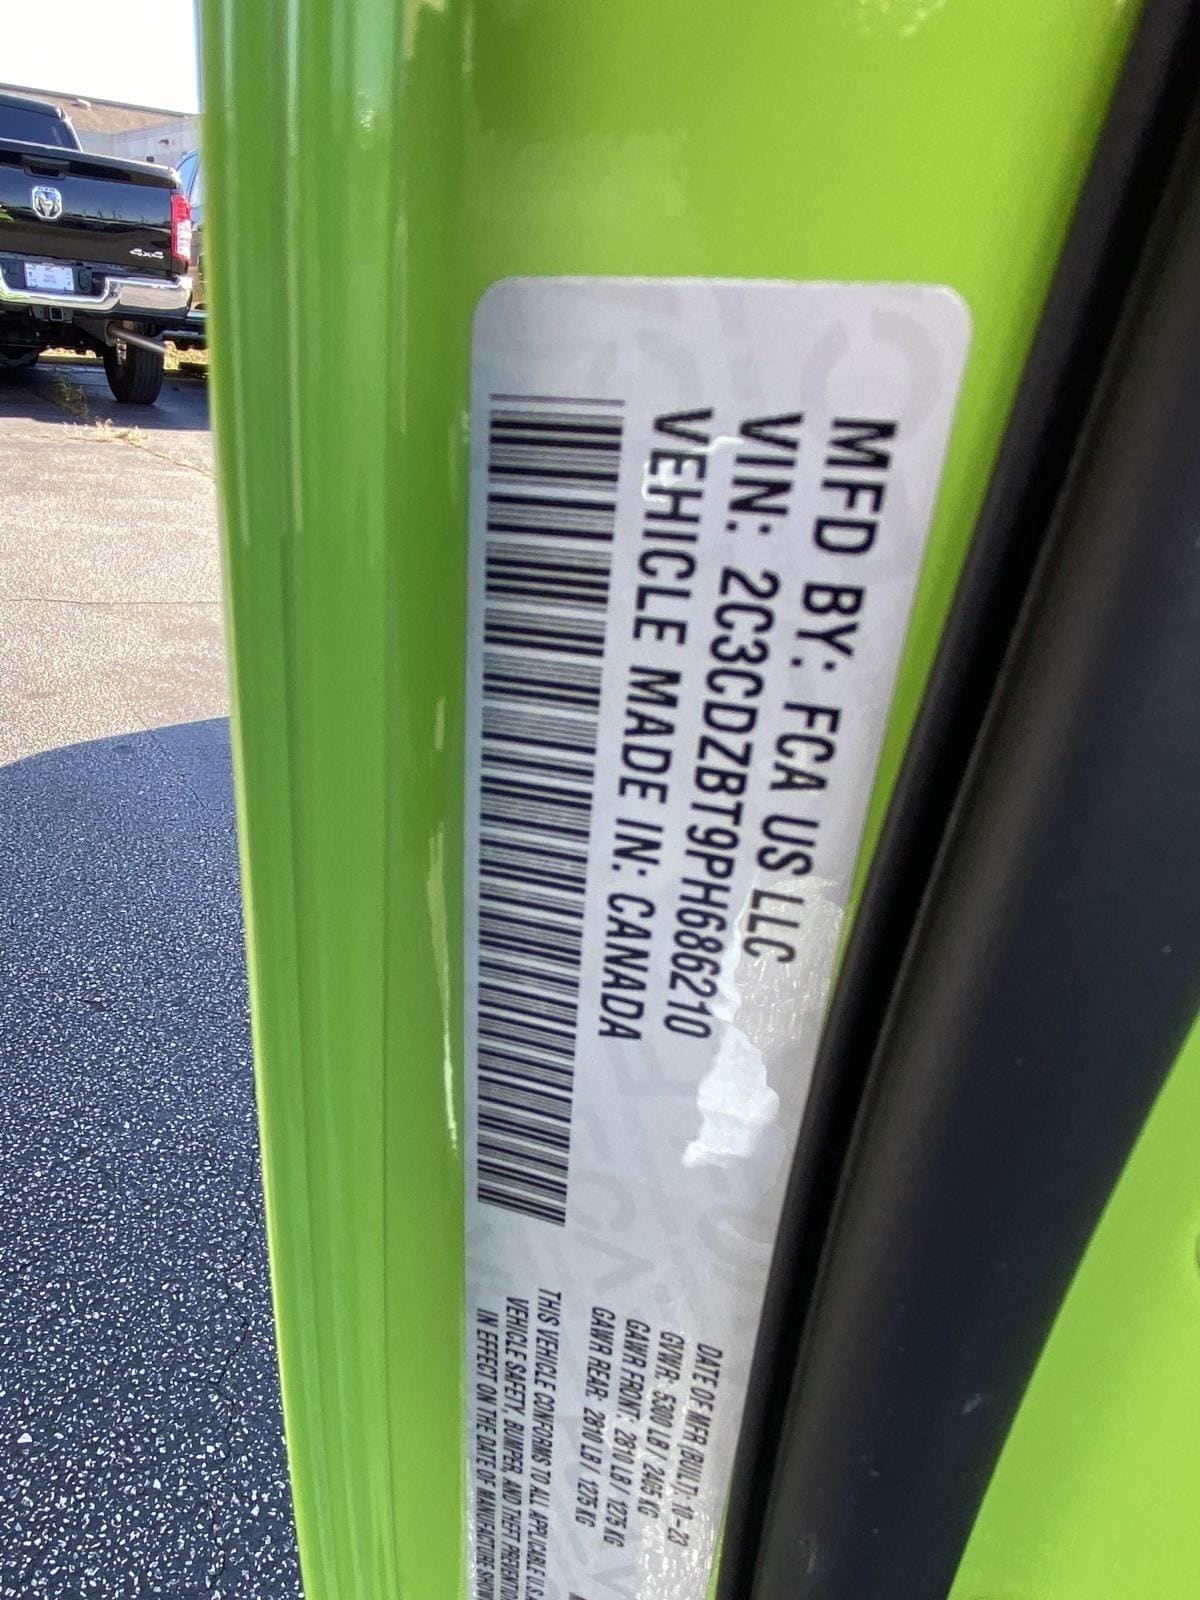 MFD BY: FCA US LLC
VIN: 2C3CDZBT9PH686210
VEHICLE MADE IN: CANADA
DATE OF MFR (BUILT): 10-23
GVWR: 5300 LB / 2405 KG
GAWR FRONT: 2810 LB / 1275 KG
GAWR REAR: 2810 LB / 1275 KG
THIS VEHICLE CONFORMS TO ALL APPLICABLE U.S.
VEHICLE SAFETY, BUMPER, AND THEFT PREVENTION
IN EFFECT ON THE DATE OF MANUFACTURE SHOWN
RAM
4x4